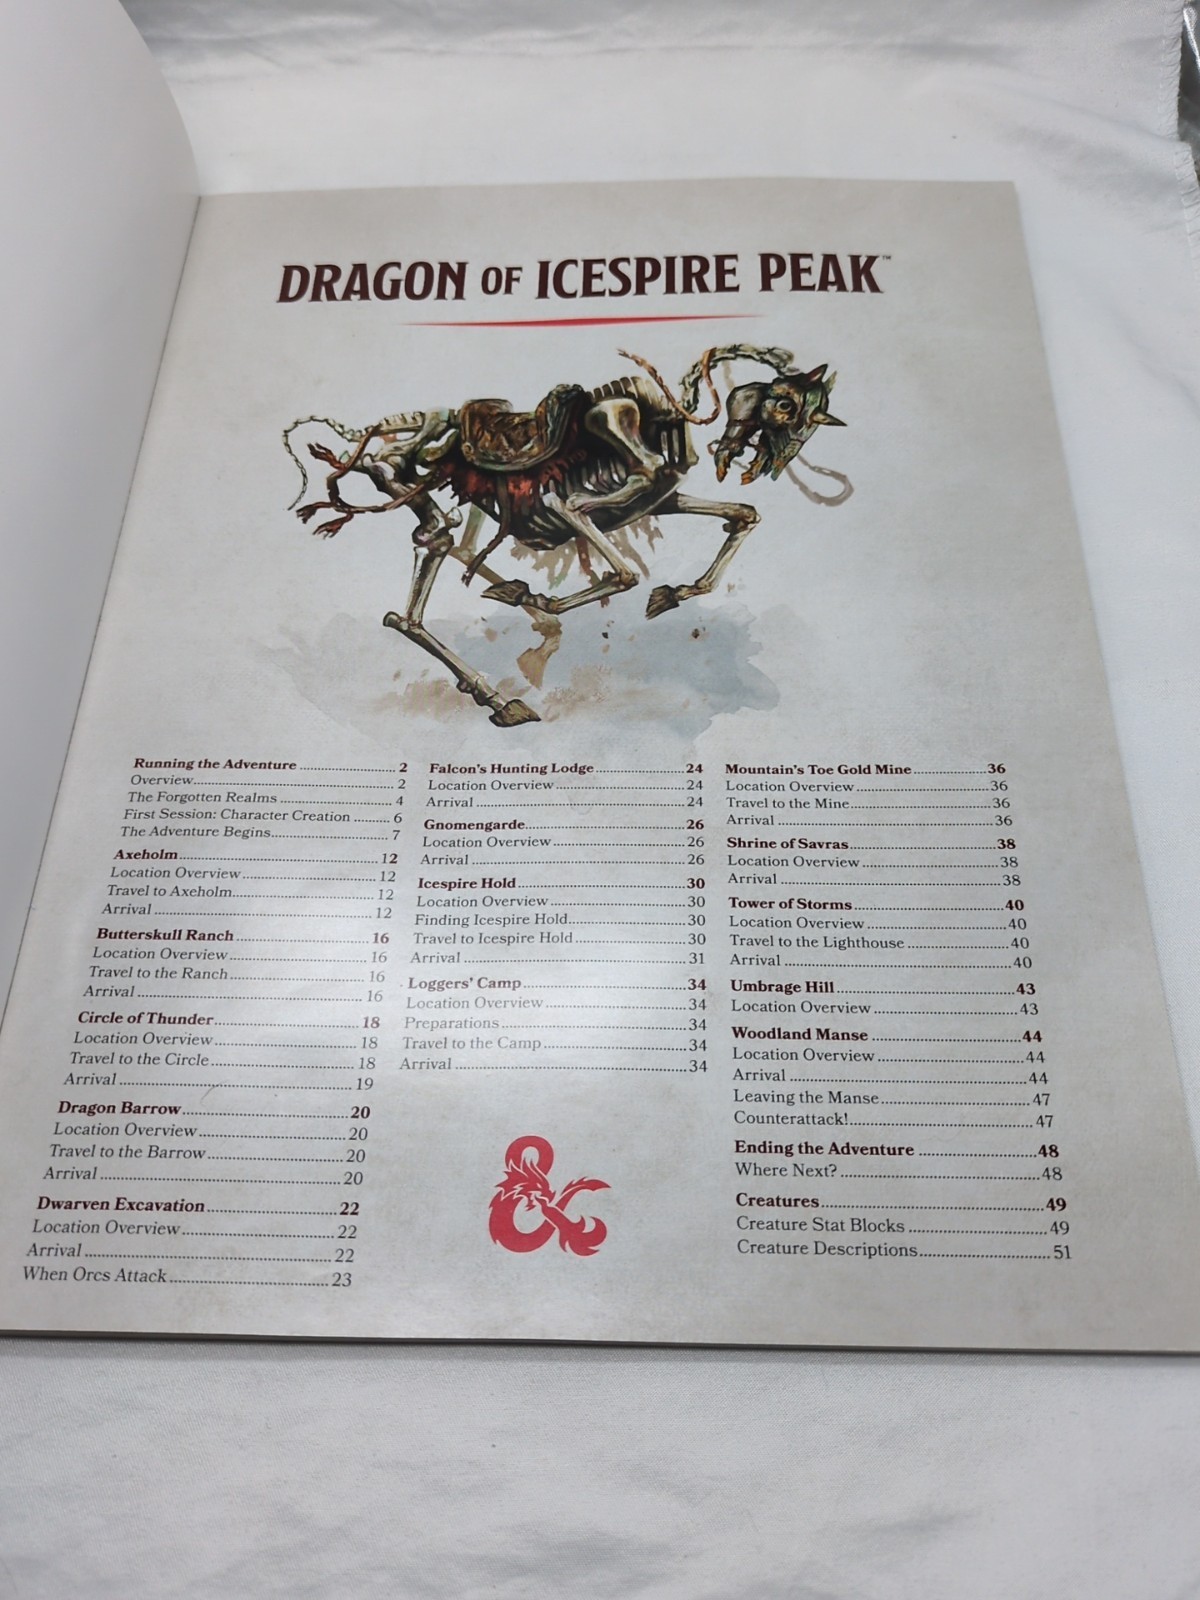 DRAGON OF ICESPIRE PEAK™
Running the Adventure 2
Overview 2
The Forgotten Realms 4
First Session: Character Creation 6
The Adventure Begins 7
Axeholm 12
Location Overview 12
Travel to Axeholm 12
Arrival 12
Butterskull Ranch 16
Location Overview 16
Travel to the Ranch 16
Arrival 16
Circle of Thunder 18
Location Overview 18
Travel to the Circle 18
Arrival 19
Dragon Barrow 20
Location Overview 20
Travel to the Barrow 20
Arrival 20
Dwarven Excavation 22
Location Overview 22
Arrival 22
When Orcs Attack 23
Falcon's Hunting Lodge 24
Location Overview 24
Arrival 24
Gnomengarde 26
Location Overview 26
Arrival 26
Icespire Hold 30
Location Overview 30
Finding Icespire Hold 30
Travel to Icespire Hold 30
Arrival 31
Loggers' Camp 34
Location Overview 34
Preparations 34
Travel to the Camp 34
Arrival 34
Mountain's Toe Gold Mine 36
Location Overview 36
Travel to the Mine 36
Arrival 36
Shrine of Savras 38
Location Overview 38
Arrival 38
Tower of Storms 40
Location Overview 40
Travel to the Lighthouse 40
Arrival 40
Umbrage Hill 43
Location Overview 43
Woodland Manse 44
Location Overview 44
Arrival 44
Leaving the Manse 47
Counterattack! 47
Ending the Adventure 48
Where Next? 48
Creatures 49
Creature Stat Blocks 49
Creature Descriptions 51